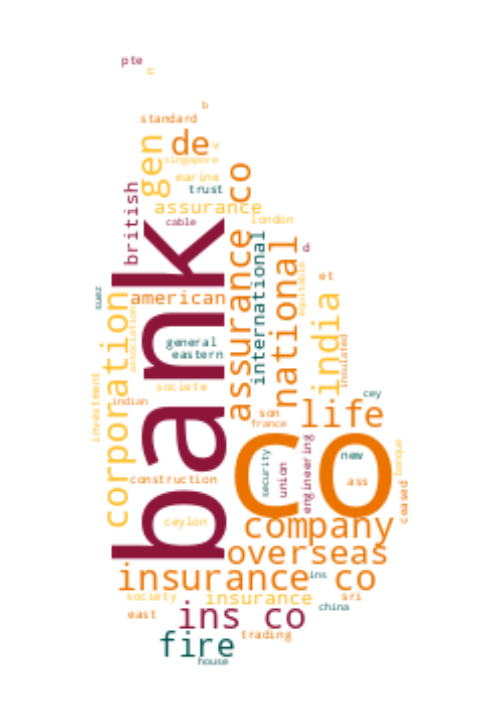 pte
n
b
standard
de
v
gen
singapore
marine
trust
co
british
assurance
cable
london
bank
d
assurance
international
national
et
equitable
suez
american
corporation
india
association
general
eastern
insulated
societe
cey
investment
indian
son
france
life
co
security
union
engineering
new
ass
banque
ceased
construction
ceylon
company
overseas
insurance co
ins
society
insurance
sri
china
east
ins co
trading
fire
house